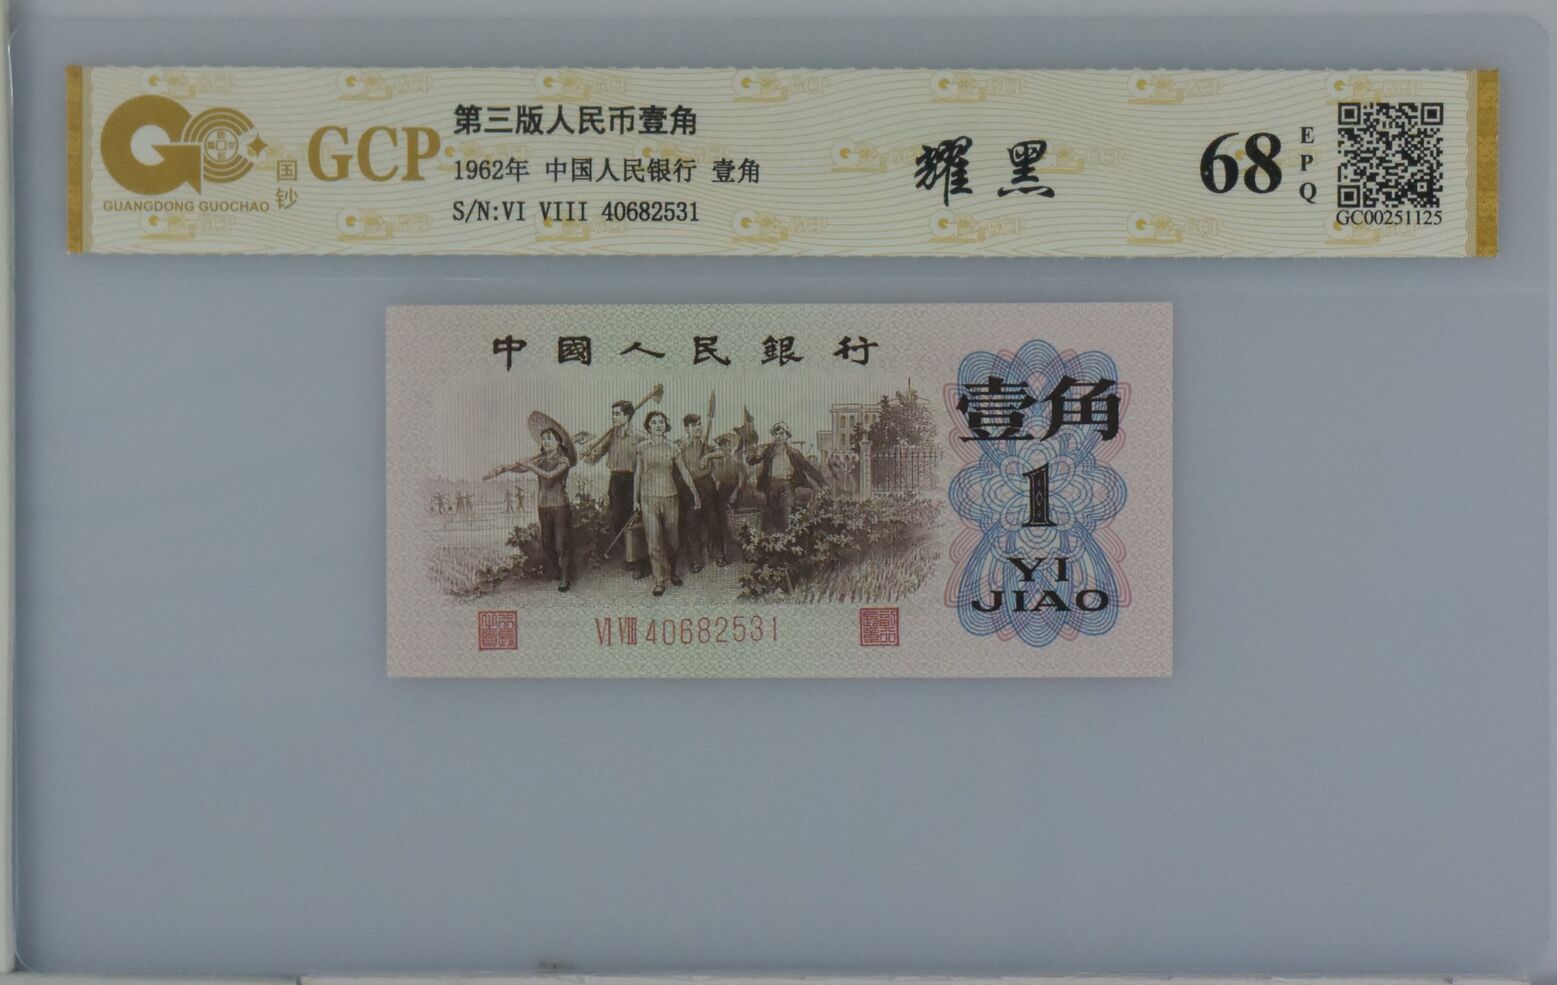 GCP
国钞
GUANGDONG GUOCHAO
第三版人民币壹角
1962年 中国人民银行 壹角
S/N:VI VIII 40682531
耀黑
68
EPQ
GC00251125
中國人民銀行
壹角
1
YI
JIAO
VI VIII 40682531